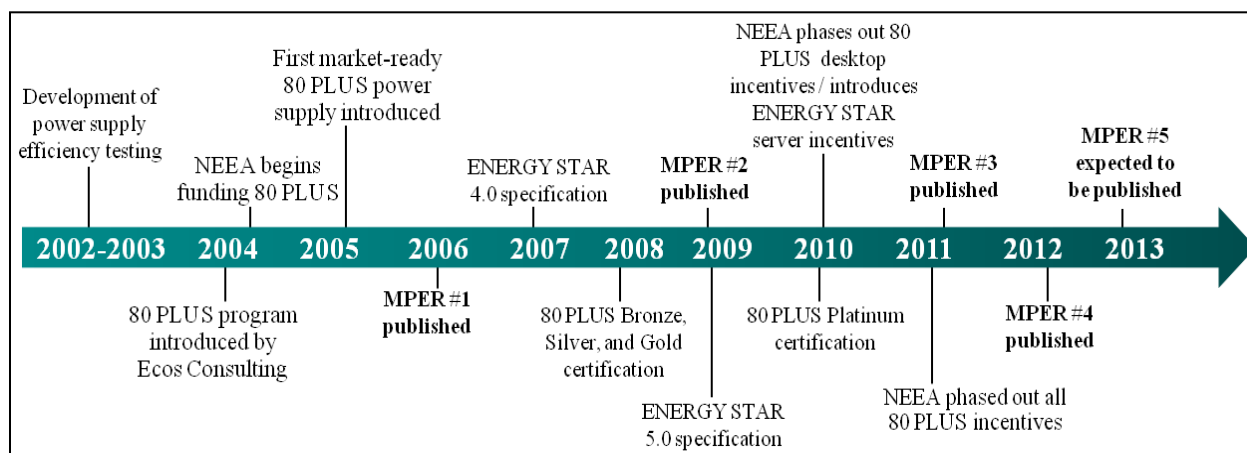 Development of
power supply
efficiency testing
NEEA begins
funding 80 PLUS
First market-ready
80 PLUS power
supply introduced
ENERGY STAR
4.0 specification
MPER #2
published
NEEA phases out 80
PLUS desktop
incentives / introduces
ENERGY STAR
server incentives
MPER #3
published
MPER #5
expected to
be published
2002-2003 2004 2005 2006 2007 2008 2009 2010 2011 2012 2013
80 PLUS program
introduced by
Ecos Consulting
MPER #1
published
80 PLUS Bronze,
Silver, and Gold
certification
ENERGY STAR
5.0 specification
80 PLUS Platinum
certification
NEEA phased out all
80 PLUS incentives
MPER #4
published